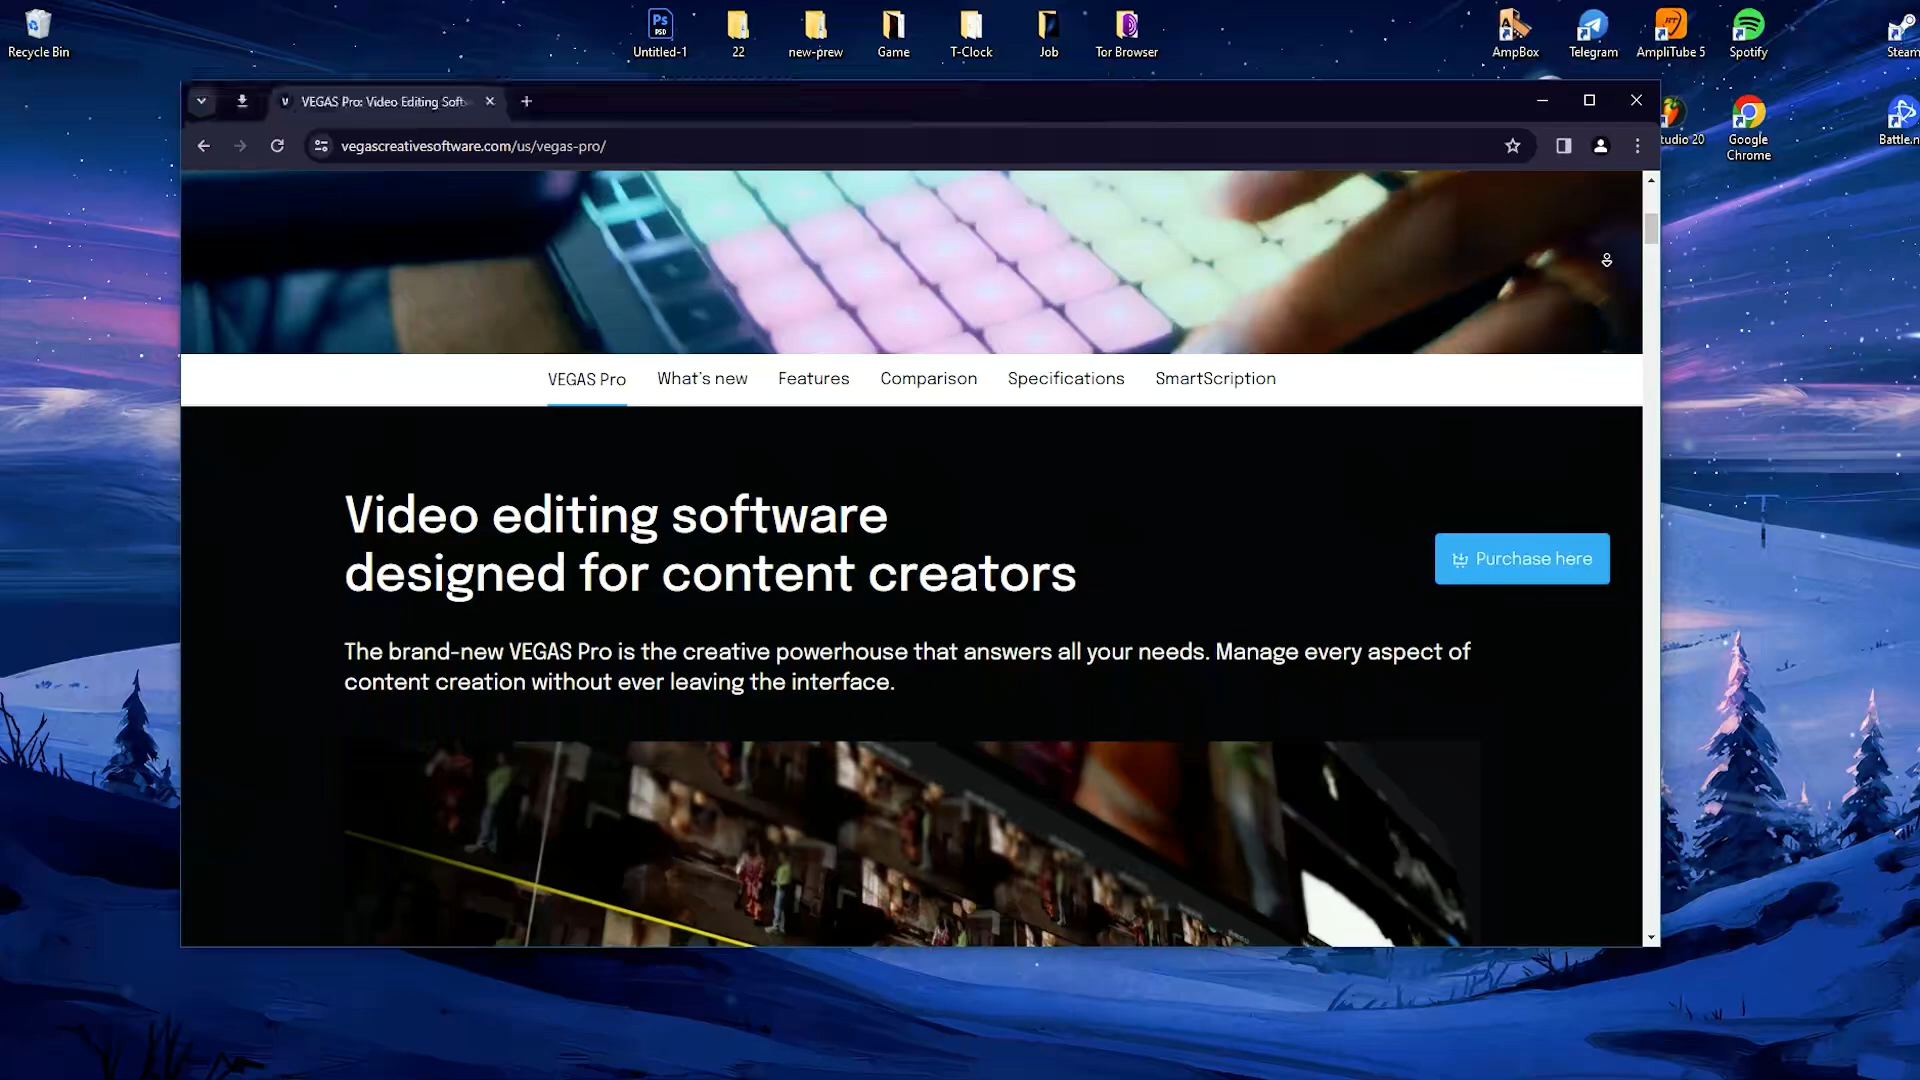 Recycle Bin
Untitled-1
22
new-prew
Game
T-Clock
Job
Tor Browser
AmpBox
Telegram
AmpliTube 5
Spotify
Steam
tudio 20
Google
Chrome
Battle.n
VEGAS Pro: Video Editing Soft
vegascreativesoftware.com/us/vegas-pro/
VEGAS Pro
What's new
Features
Comparison
Specifications
SmartScription
Video editing software
designed for content creators
Purchase here
The brand-new VEGAS Pro is the creative powerhouse that answers all your needs. Manage every aspect of
content creation without ever leaving the interface.